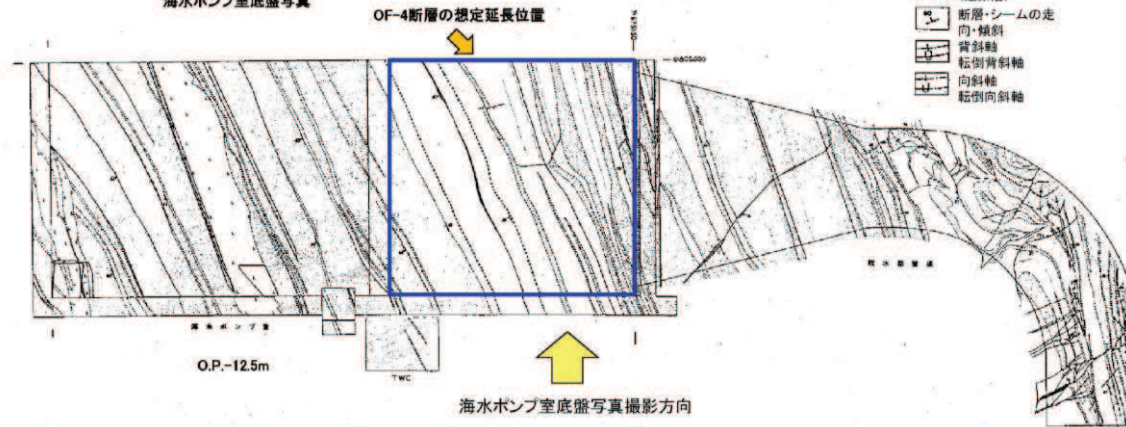 海水ポンプ室底盤写真
OF-4断層の想定延長位置
断層・シームの走
向・傾斜
背斜軸
転倒背斜軸
向斜軸
転倒向斜軸
海水ポンプ室
O.P.-12.5m
TWC
海水ポンプ室底盤写真撮影方向